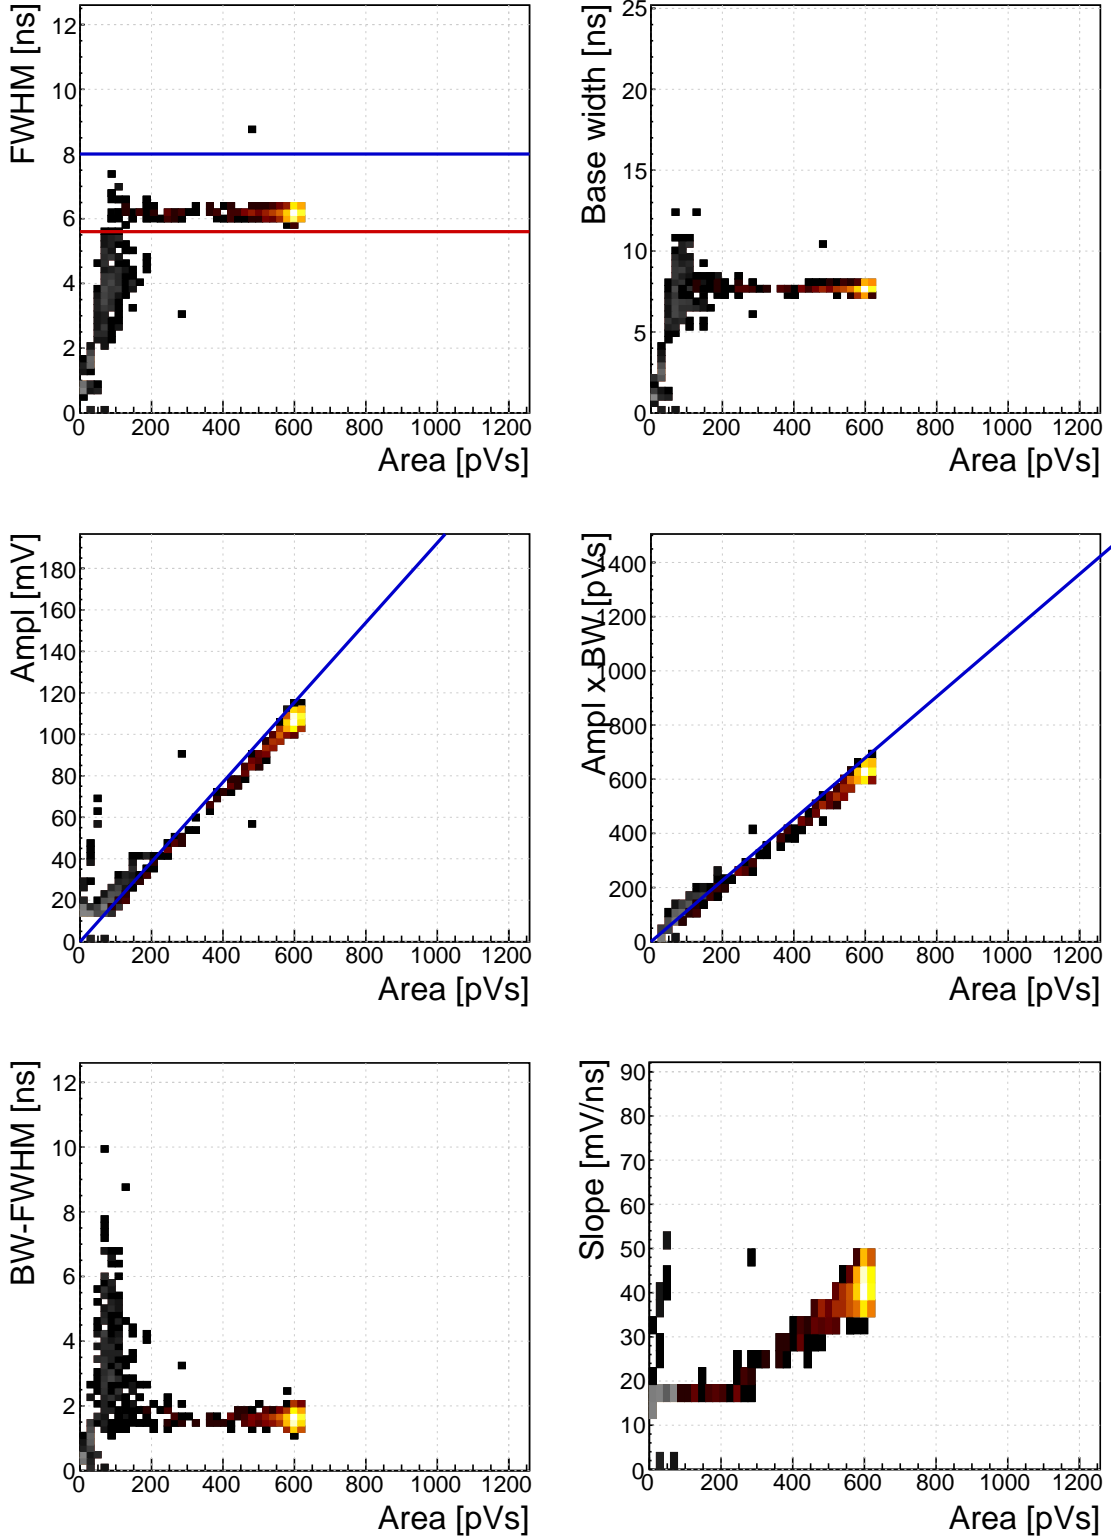 FWHM [ns]
12
10
8
6
4
2
0
0 200 400 600 800 1000 1200
Area [pVs]
Base width [ns]
25
20
15
10
5
0
0 200 400 600 800 1000 1200
Area [pVs]
Ampl [mV]
180
160
140
120
100
80
60
40
20
0
0 200 400 600 800 1000 1200
Area [pVs]
Ampl x BW [pVs]
1400
1200
1000
800
600
400
200
0
0 200 400 600 800 1000 1200
Area [pVs]
BW-FWHM [ns]
12
10
8
6
4
2
0
0 200 400 600 800 1000 1200
Area [pVs]
Slope [mV/ns]
90
80
70
60
50
40
30
20
10
0
0 200 400 600 800 1000 1200
Area [pVs]